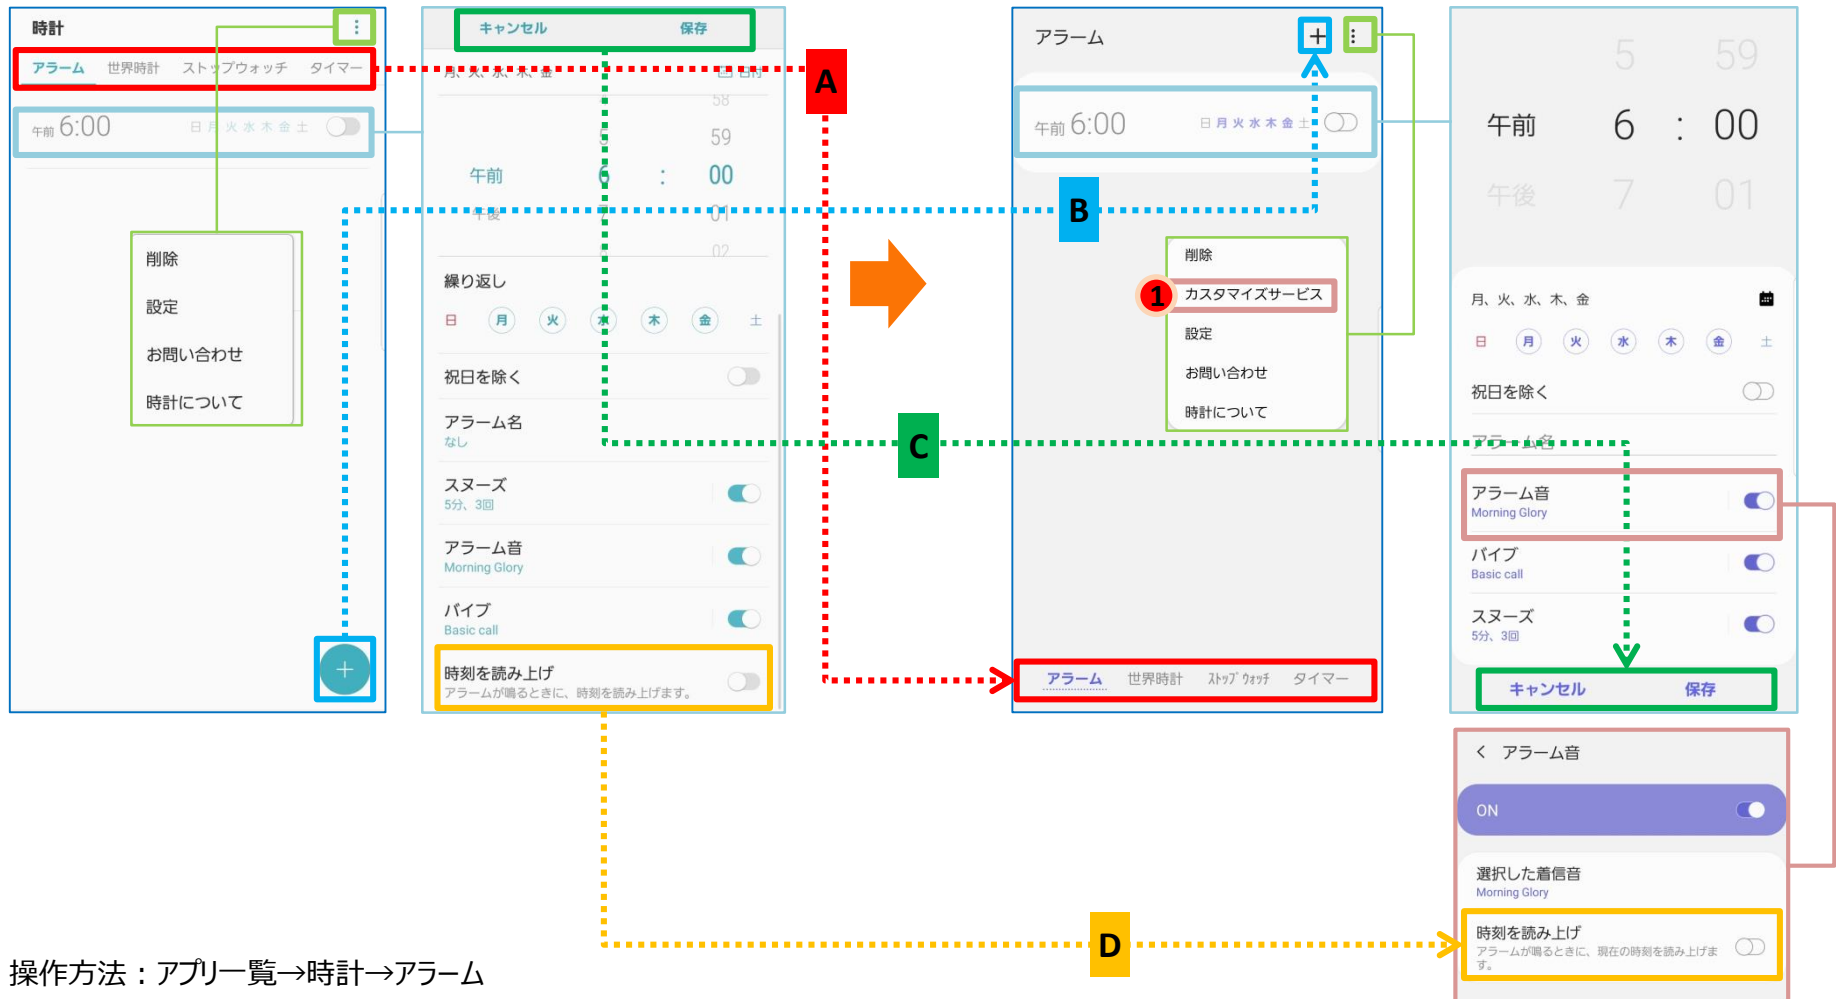 時計
アラーム 世界時計 ストップウォッチ タイマー
午前 6:00 日 月 火 水 木 金 土
削除
設定
お問い合わせ
時計について
+
キャンセル 保存
月、火、水、木、金 日付
58
5 59
午前 6 : 00
午後 7 01
02
繰り返し
日 月 火 水 木 金 土
祝日を除く
アラーム名
なし
スヌーズ
5分、3回
アラーム音
Morning Glory
バイブ
Basic call
時刻を読み上げ
アラームが鳴るときに、時刻を読み上げます。
A
B
C
D
アラーム
+
午前 6:00 日 月 火 水 木 金 土
削除
1 カスタマイズサービス
設定
お問い合わせ
時計について
アラーム 世界時計 ｽﾄｯﾌﾟｳｫｯﾁ タイマー
5 59
午前 6 : 00
午後 7 01
月、火、水、木、金
日 月 火 水 木 金 土
祝日を除く
アラーム名
アラーム音
Morning Glory
バイブ
Basic call
スヌーズ
5分、3回
キャンセル 保存
< アラーム音
ON
選択した着信音
Morning Glory
時刻を読み上げ
アラームが鳴るときに、現在の時刻を読み上げま
す。
操作方法：アプリ一覧→時計→アラーム